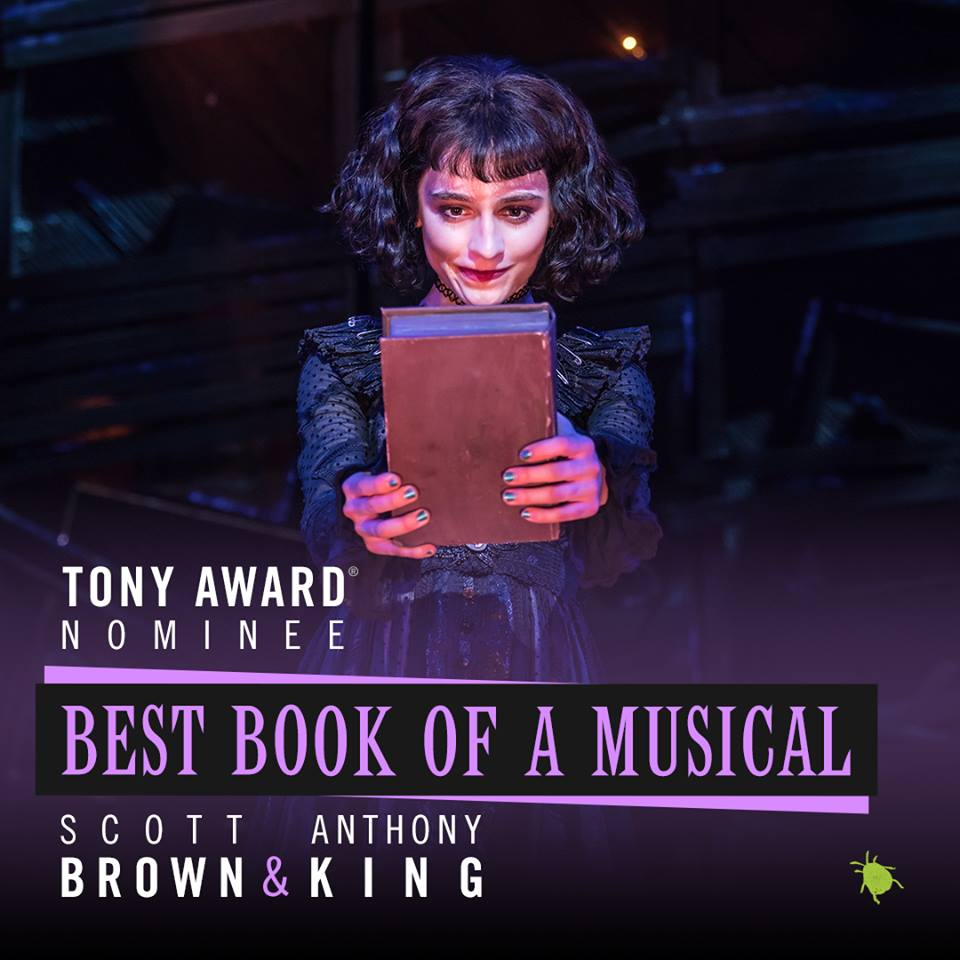 TONY AWARD®
NOMINEE
BEST BOOK OF A MUSICAL
SCOTT ANTHONY
BROWN & KING